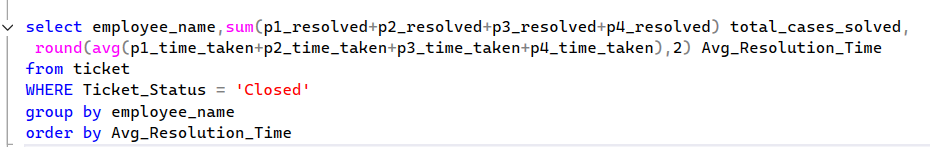 select employee_name,sum(p1_resolved+p2_resolved+p3_resolved+p4_resolved) total_cases_solved,
round(avg(p1_time_taken+p2_time_taken+p3_time_taken+p4_time_taken),2) Avg_Resolution_Time
from ticket
WHERE Ticket_Status = 'Closed'
group by employee_name
order by Avg_Resolution_Time